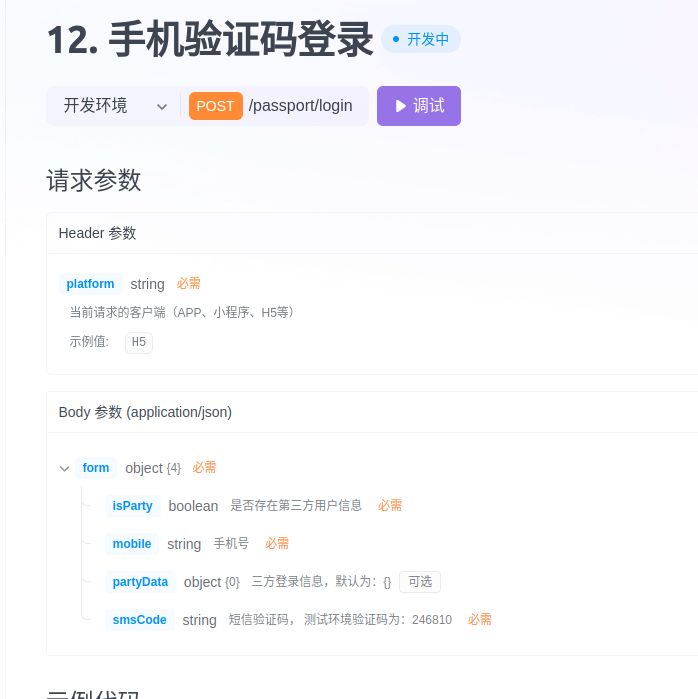 12. 手机验证码登录 开发中
开发环境 POST /passport/login 调试
请求参数
Header 参数
platform string 必需
当前请求的客户端（APP、小程序、H5等）
示例值: H5
Body 参数 (application/json)
form object {4} 必需
isParty boolean 是否存在第三方用户信息 必需
mobile string 手机号 必需
partyData object {0} 三方登录信息，默认为：{} 可选
smsCode string 短信验证码， 测试环境验证码为：246810 必需
示例代码